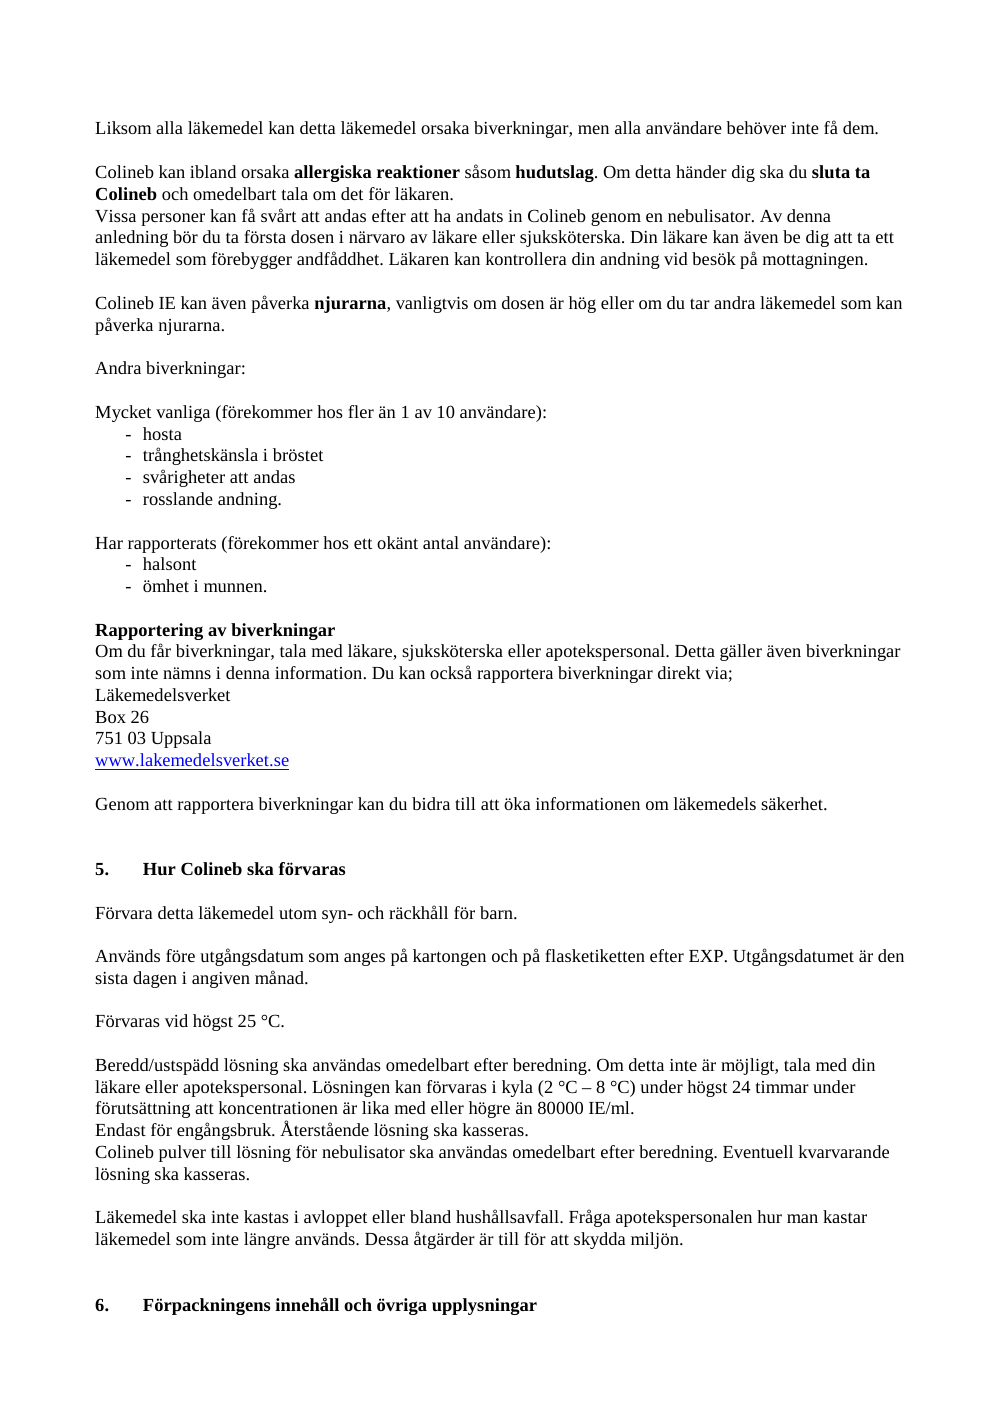 Liksom alla läkemedel kan detta läkemedel orsaka biverkningar, men alla användare behöver inte få dem.
Colineb kan ibland orsaka allergiska reaktioner såsom hudutslag. Om detta händer dig ska du sluta ta
Colineb och omedelbart tala om det för läkaren.
Vissa personer kan få svårt att andas efter att ha andats in Colineb genom en nebulisator. Av denna
anledning bör du ta första dosen i närvaro av läkare eller sjuksköterska. Din läkare kan även be dig att ta ett
läkemedel som förebygger andfåddhet. Läkaren kan kontrollera din andning vid besök på mottagningen.
Colineb IE kan även påverka njurarna, vanligtvis om dosen är hög eller om du tar andra läkemedel som kan
påverka njurarna.
Andra biverkningar:
Mycket vanliga (förekommer hos fler än 1 av 10 användare):
- hosta
- trånghetskänsla i bröstet
- svårigheter att andas
- rosslande andning.
Har rapporterats (förekommer hos ett okänt antal användare):
- halsont
- ömhet i munnen.
Rapportering av biverkningar
Om du får biverkningar, tala med läkare, sjuksköterska eller apotekspersonal. Detta gäller även biverkningar
som inte nämns i denna information. Du kan också rapportera biverkningar direkt via;
Läkemedelsverket
Box 26
751 03 Uppsala
www.lakemedelsverket.se
Genom att rapportera biverkningar kan du bidra till att öka informationen om läkemedels säkerhet.
5. Hur Colineb ska förvaras
Förvara detta läkemedel utom syn- och räckhåll för barn.
Används före utgångsdatum som anges på kartongen och på flasketiketten efter EXP. Utgångsdatumet är den
sista dagen i angiven månad.
Förvaras vid högst 25 °C.
Beredd/ustspädd lösning ska användas omedelbart efter beredning. Om detta inte är möjligt, tala med din
läkare eller apotekspersonal. Lösningen kan förvaras i kyla (2 °C – 8 °C) under högst 24 timmar under
förutsättning att koncentrationen är lika med eller högre än 80000 IE/ml.
Endast för engångsbruk. Återstående lösning ska kasseras.
Colineb pulver till lösning för nebulisator ska användas omedelbart efter beredning. Eventuell kvarvarande
lösning ska kasseras.
Läkemedel ska inte kastas i avloppet eller bland hushållsavfall. Fråga apotekspersonalen hur man kastar
läkemedel som inte längre används. Dessa åtgärder är till för att skydda miljön.
6. Förpackningens innehåll och övriga upplysningar